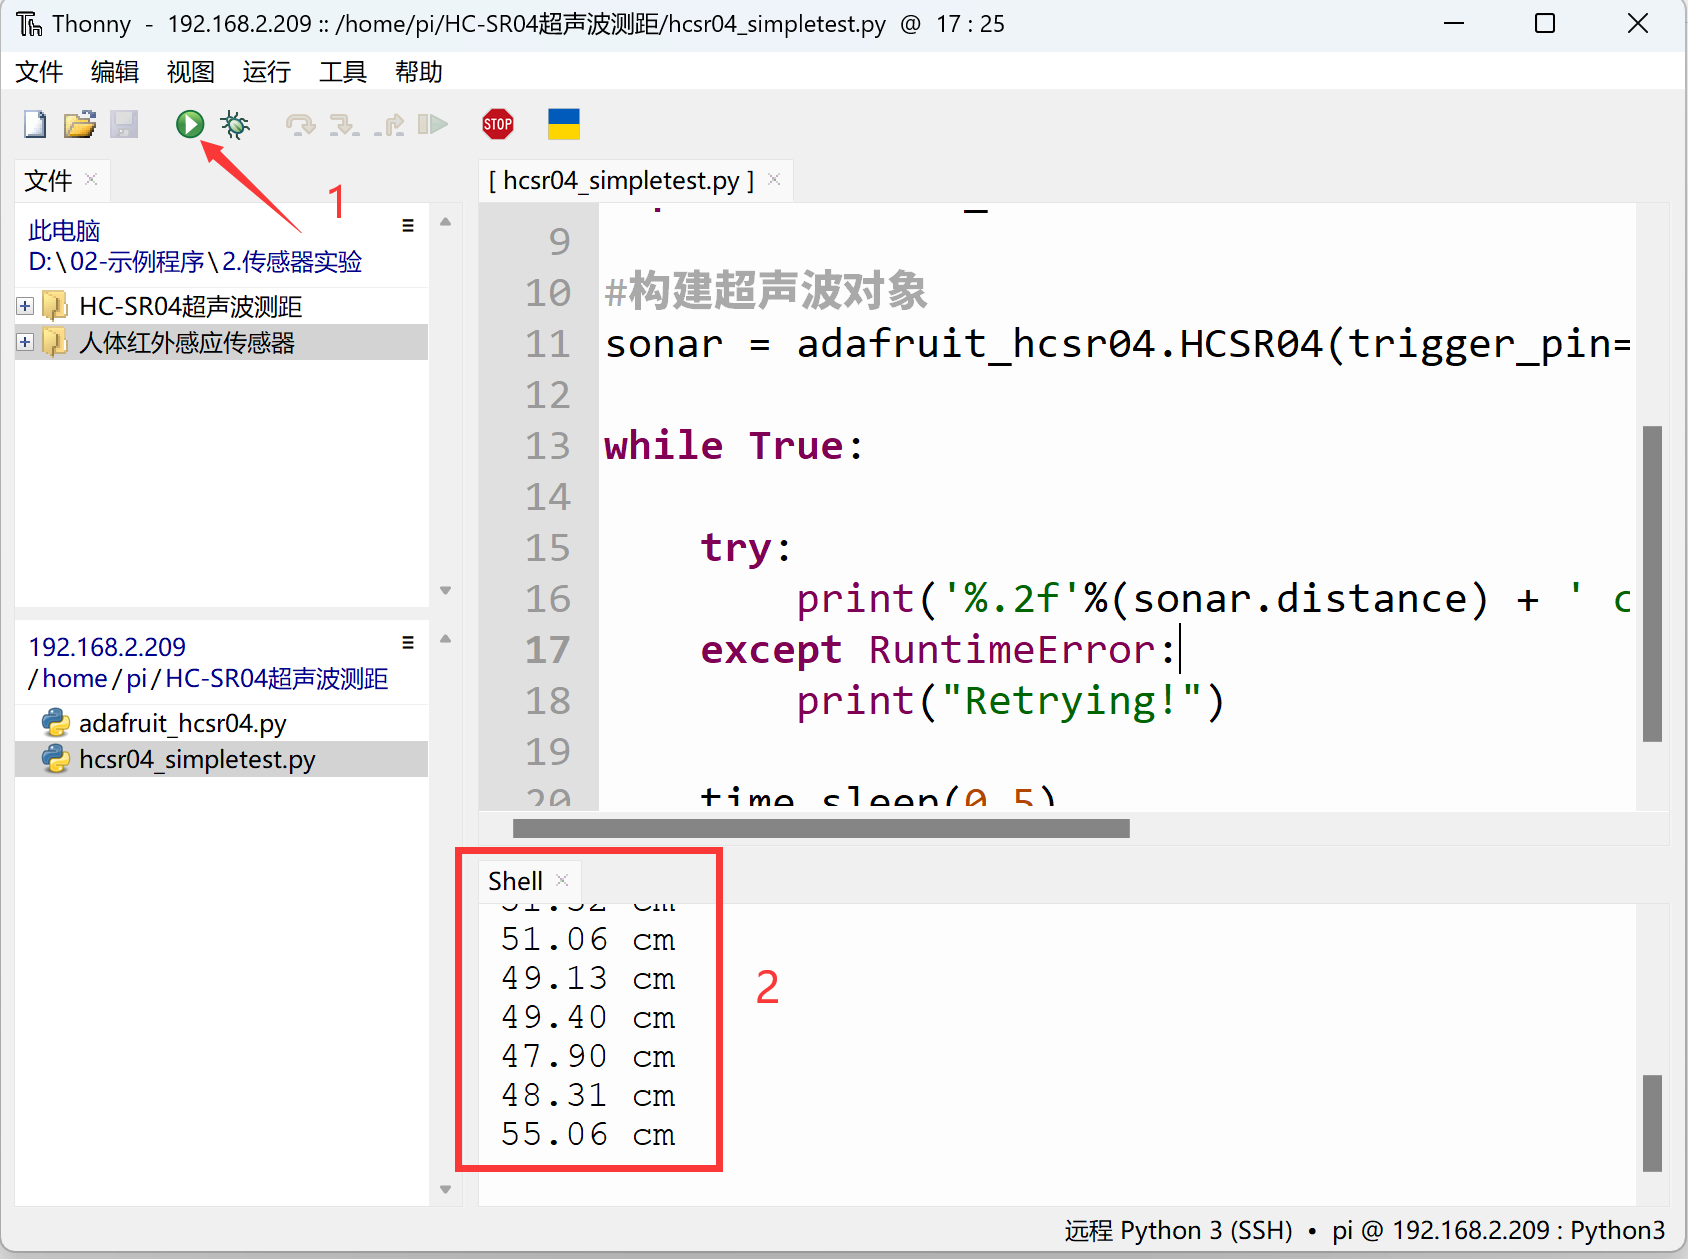 Thonny - 192.168.2.209 :: /home/pi/HC-SR04超声波测距/hcsr04_simpletest.py @ 17 : 25
文件 编辑 视图 运行 工具 帮助
STOP
1
文件
此电脑
D:\02-示例程序\2.传感器实验
HC-SR04超声波测距
人体红外感应传感器
192.168.2.209
/home/pi/HC-SR04超声波测距
adafruit_hcsr04.py
hcsr04_simpletest.py
[ hcsr04_simpletest.py ]
9
10 #构建超声波对象
11 sonar = adafruit_hcsr04.HCSR04(trigger_pin=
12
13 while True:
14
15 try:
16 print('%.2f'%(sonar.distance) + ' c
17 except RuntimeError:
18 print("Retrying!")
19
20 time.sleep(0.5)
Shell
51.06 cm
49.13 cm
49.40 cm
47.90 cm
48.31 cm
55.06 cm
2
远程 Python 3 (SSH) • pi @ 192.168.2.209 : Python3